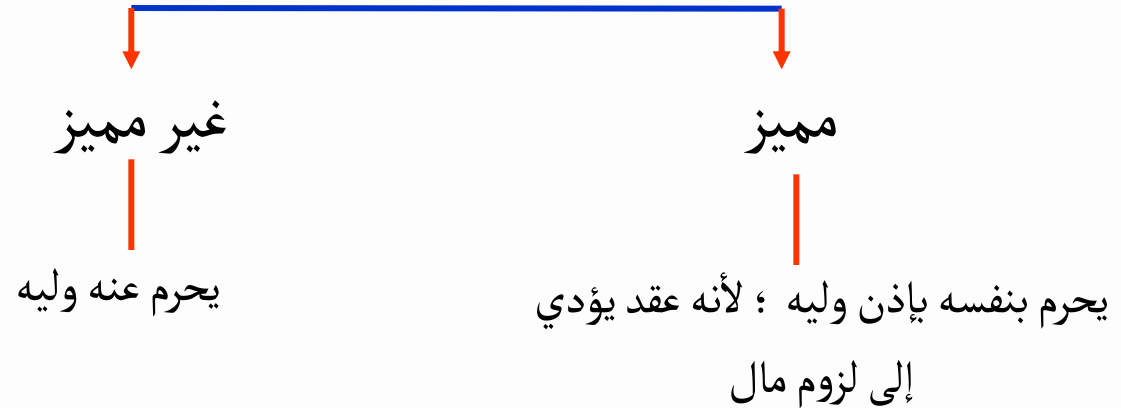 مميز
غير مميز
يحرم بنفسه بإذن وليه ؛ لأنه عقد يؤدي
إلى لزوم مال
يحرم عنه وليه